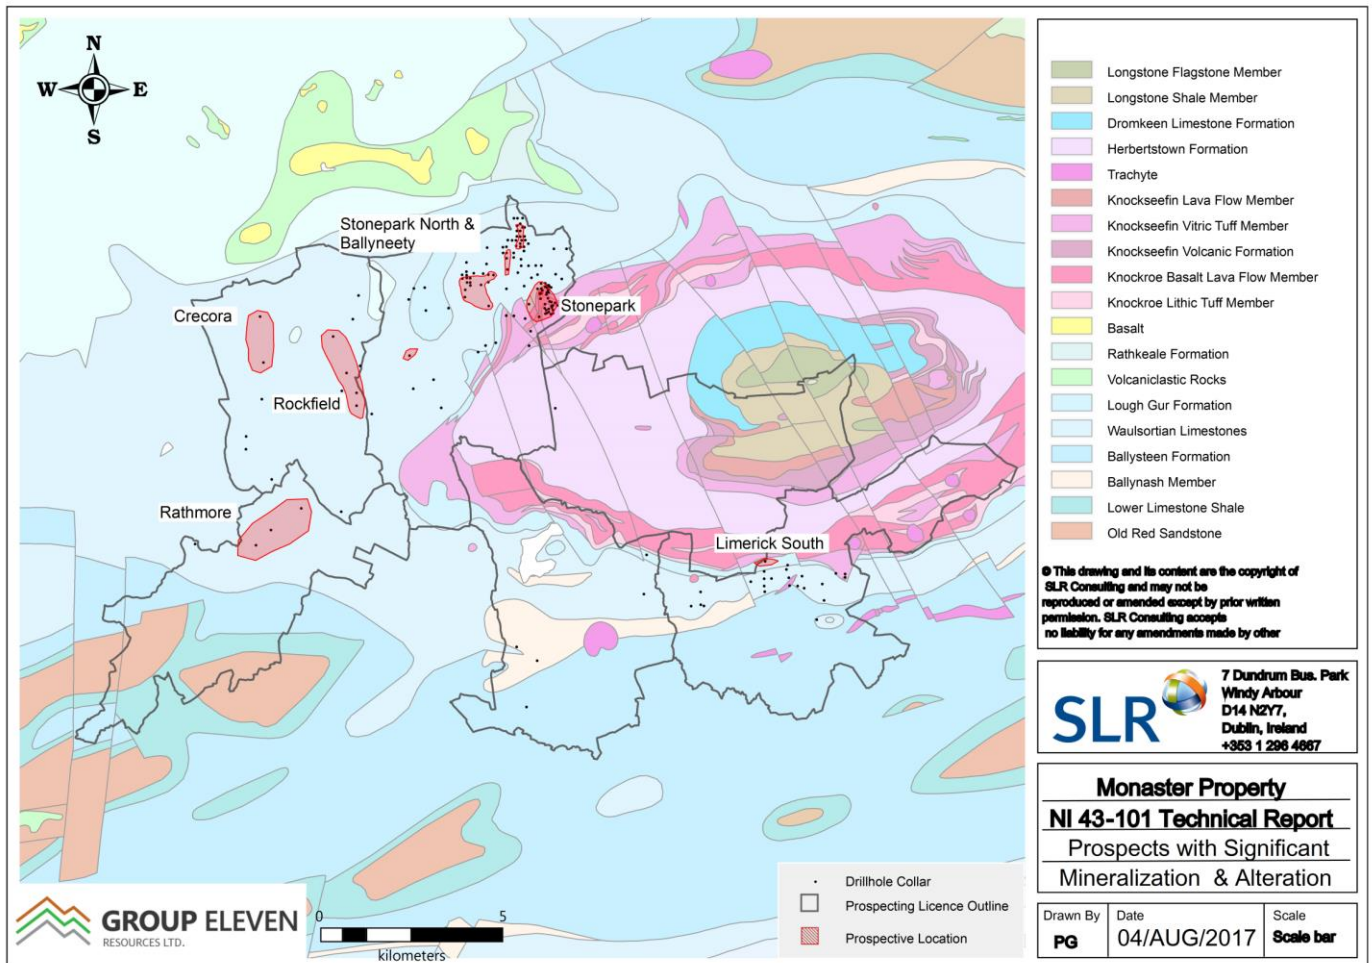 N
W E
S
Stonepark North &
Ballyneety
Crecora
Stonepark
Rockfield
Rathmore
Limerick South
Longstone Flagstone Member
Longstone Shale Member
Dromkeen Limestone Formation
Herbertstown Formation
Trachyte
Knockseefin Lava Flow Member
Knockseefin Vitric Tuff Member
Knockseefin Volcanic Formation
Knockroe Basalt Lava Flow Member
Knockroe Lithic Tuff Member
Basalt
Rathkeale Formation
Volcaniclastic Rocks
Lough Gur Formation
Waulsortian Limestones
Ballysteen Formation
Ballynash Member
Lower Limestone Shale
Old Red Sandstone
© This drawing and its content are the copyright of
SLR Consulting and may not be
reproduced or amended except by prior written
permission. SLR Consulting accepts
no liability for any amendments made by other
SLR
7 Dundrum Bus. Park
Windy Arbour
D14 N2Y7,
Dublin, Ireland
+353 1 296 4667
Monaster Property
NI 43-101 Technical Report
Prospects with Significant
Mineralization & Alteration
Drawn By
PG
Date
04/AUG/2017
Scale
Scale bar
Drillhole Collar
Prospecting Licence Outline
Prospective Location
GROUP ELEVEN
RESOURCES LTD.
0 5
kilometers